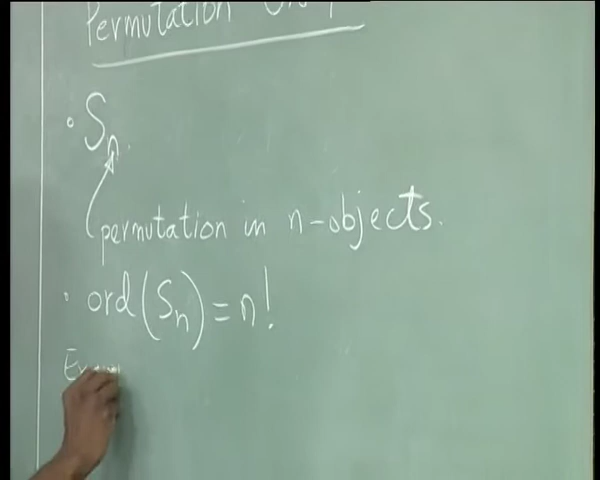 Permutation
• Sn.
permutation in n-objects.
• ord(Sn) = n!